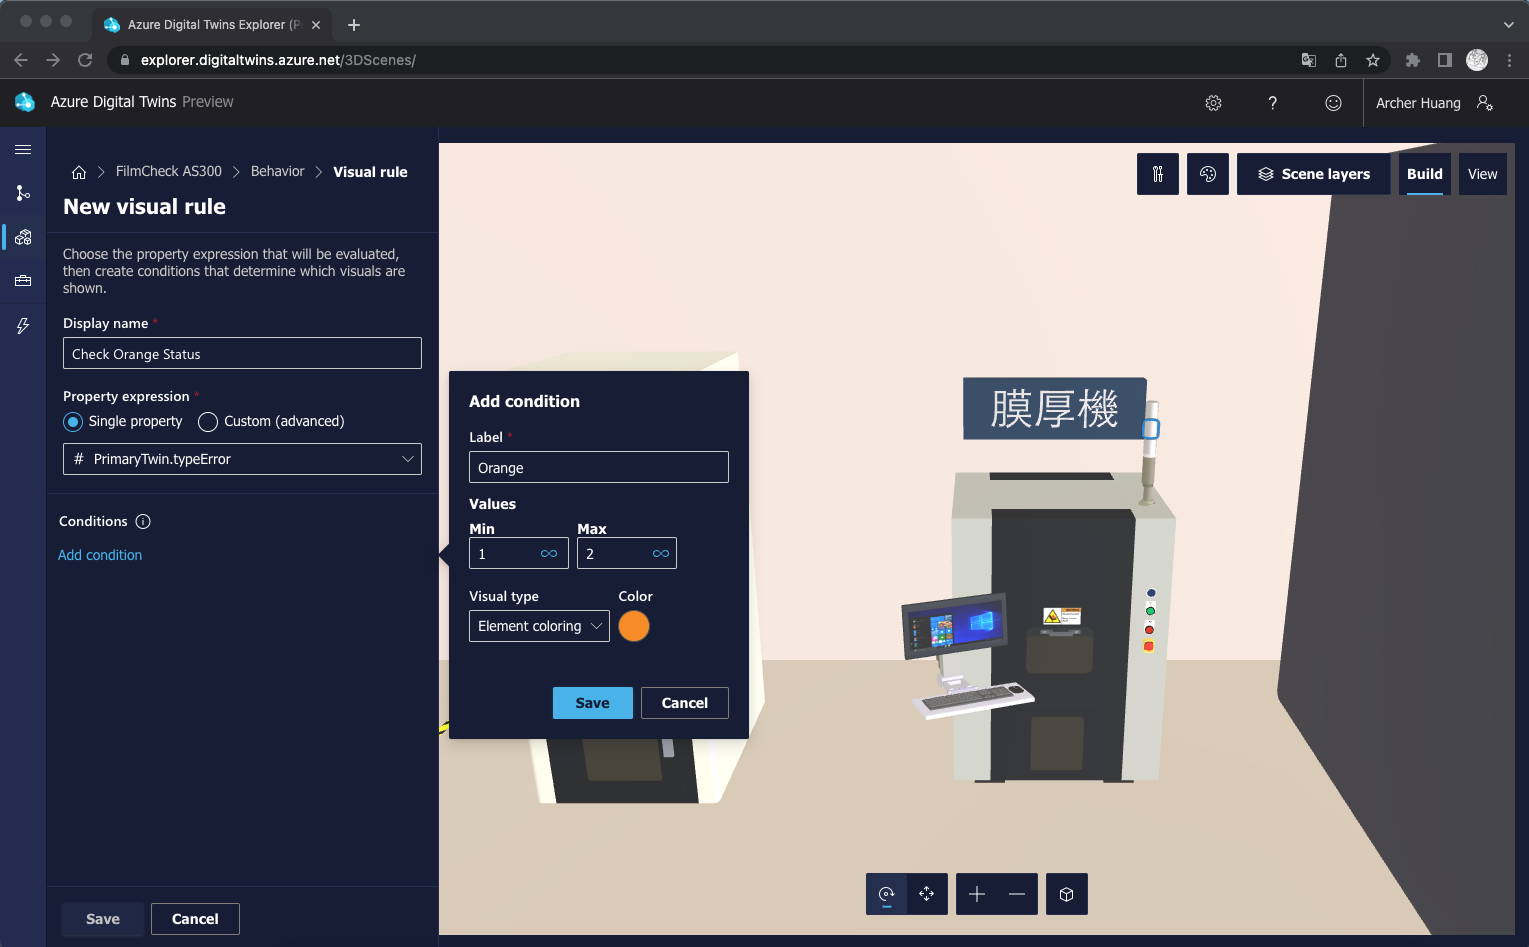 Azure Digital Twins Explorer (P
explorer.digitaltwins.azure.net/3DScenes/
Azure Digital Twins Preview
Archer Huang
FilmCheck AS300
Behavior
Visual rule
New visual rule
Choose the property expression that will be evaluated,
then create conditions that determine which visuals are
shown.
Display name *
Check Orange Status
Property expression *
Single property
Custom (advanced)
# PrimaryTwin.typeError
Conditions
Add condition
Add condition
Label *
Orange
Values
Min
Max
1
2
Visual type
Color
Element coloring
Save
Cancel
Save
Cancel
Scene layers
Build
View
膜厚機